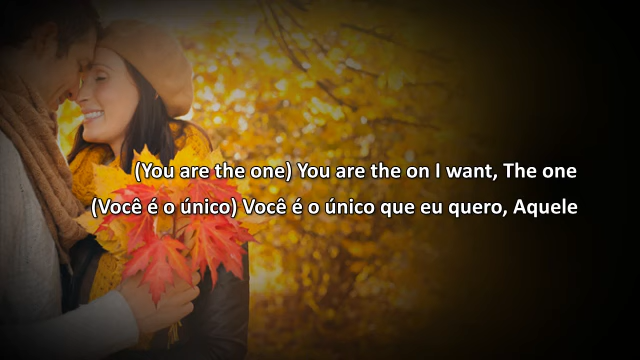 (You are the one) You are the on I want, The one
(Você é o único) Você é o único que eu quero, Aquele